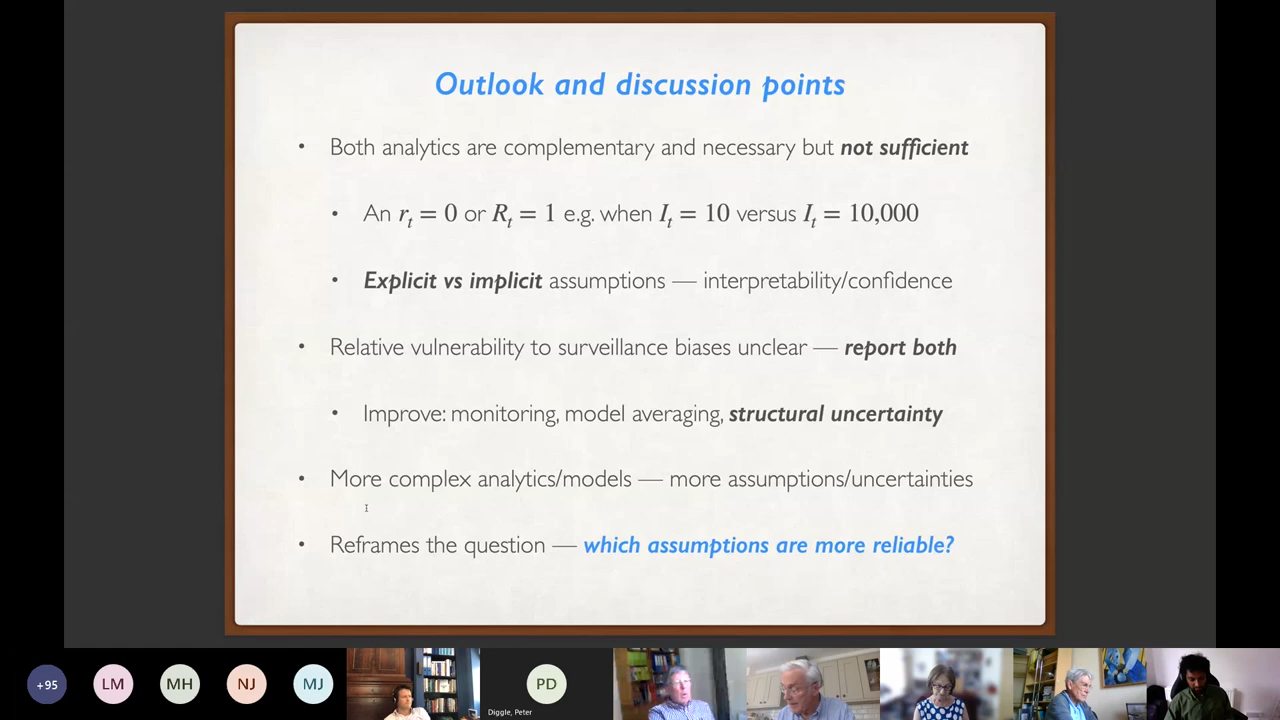 Outlook and discussion points
• Both analytics are complementary and necessary but not sufficient
• An r_t = 0 or R_t = 1 e.g. when I_t = 10 versus I_t = 10,000
• Explicit vs implicit assumptions — interpretability/confidence
• Relative vulnerability to surveillance biases unclear — report both
• Improve: monitoring, model averaging, structural uncertainty
• More complex analytics/models — more assumptions/uncertainties
• Reframes the question — which assumptions are more reliable?
+95 LM MH NJ MJ PD
Diggle, Peter